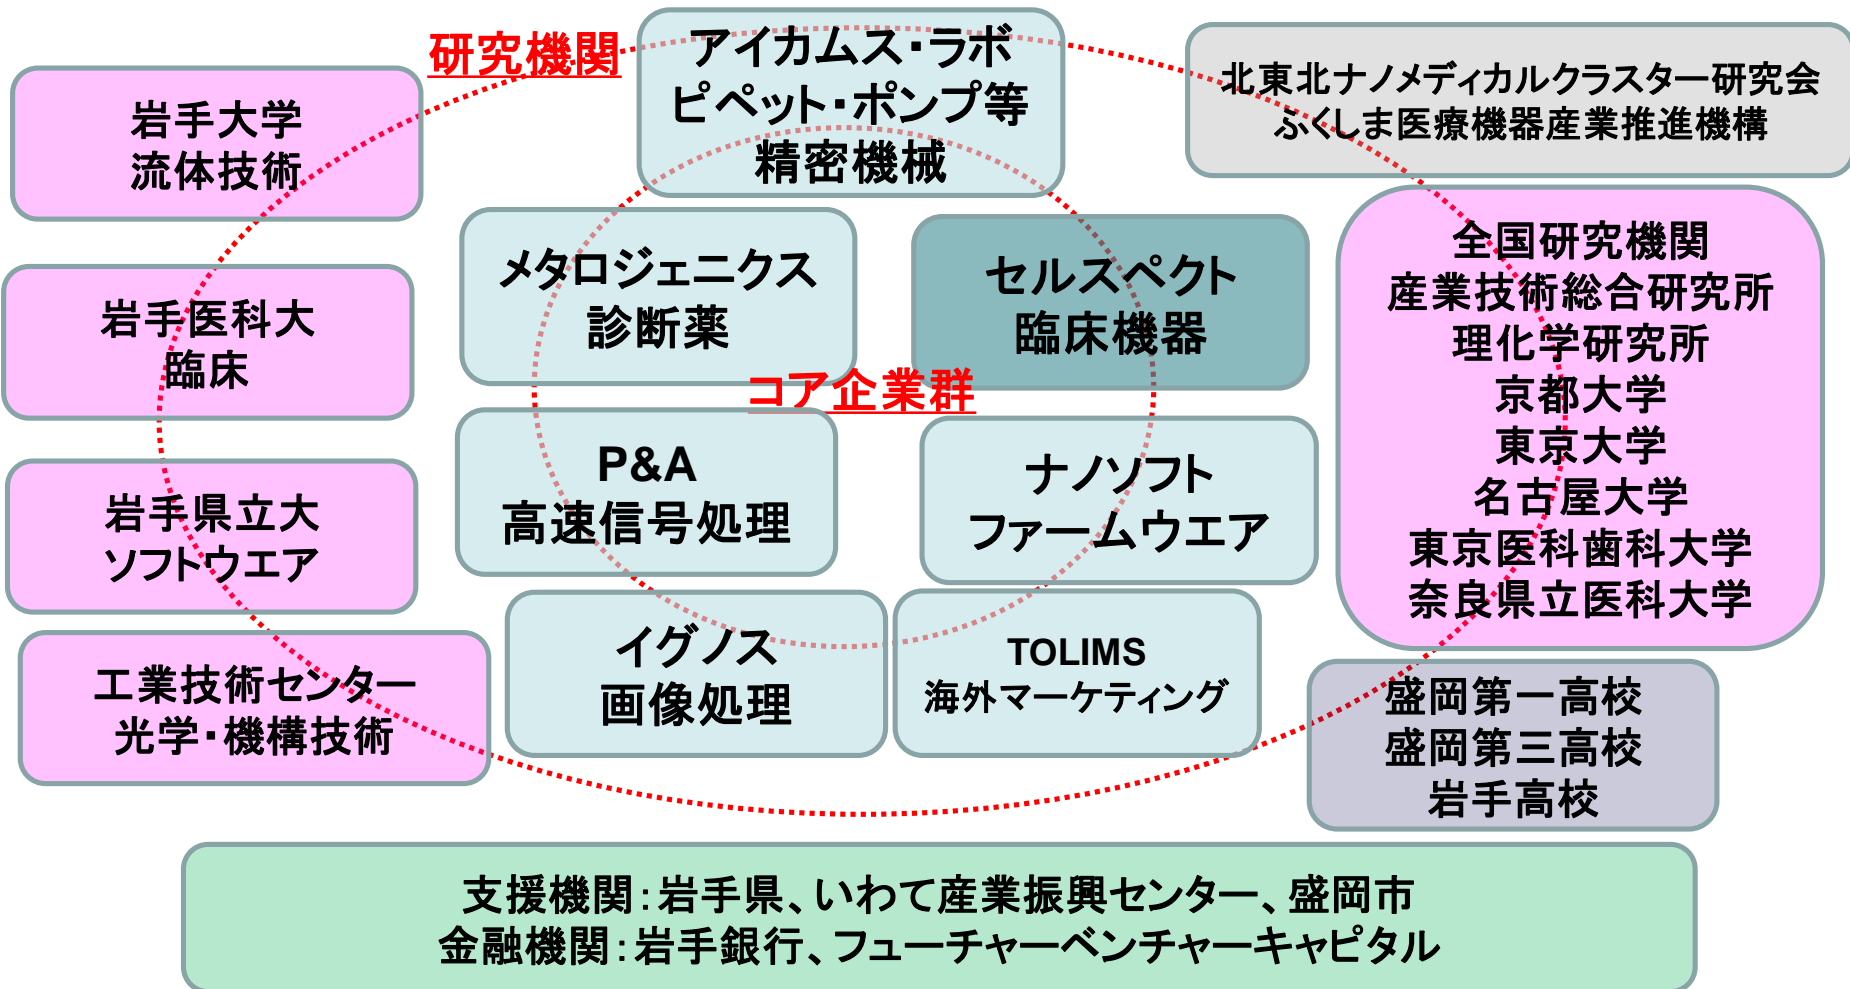 研究機関
アイカムス・ラボ
ピペット・ポンプ等
精密機械
北東北ナノメディカルクラスター研究会
ふくしま医療機器産業推進機構
岩手大学
流体技術
メタロジェニクス
診断薬
セルスペクト
臨床機器
全国研究機関
産業技術総合研究所
理化学研究所
京都大学
東京大学
名古屋大学
東京医科歯科大学
奈良県立医科大学
岩手医科大
臨床
コア企業群
P&A
高速信号処理
ナノソフト
ファームウエア
岩手県立大
ソフトウエア
イグノス
画像処理
TOLIMS
海外マーケティング
工業技術センター
光学・機構技術
盛岡第一高校
盛岡第三高校
岩手高校
支援機関：岩手県、いわて産業振興センター、盛岡市
金融機関：岩手銀行、フューチャーベンチャーキャピタル